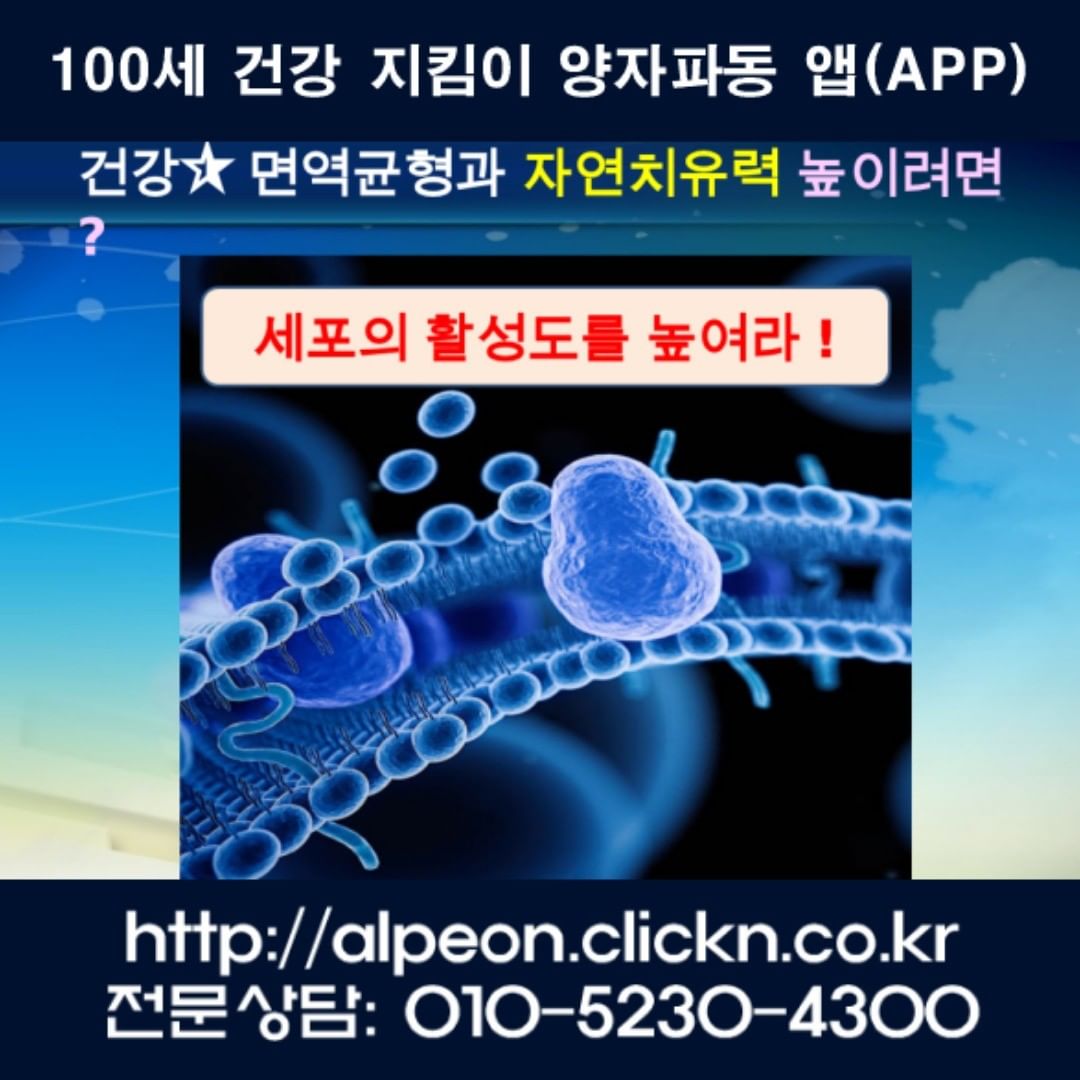 100세 건강 지킴이 양자파동 앱(APP)
건강★ 면역균형과 자연치유력 높이려면
?
세포의 활성도를 높여라 !
http://alpeon.clickn.co.kr
전문상담: 010-5230-4300